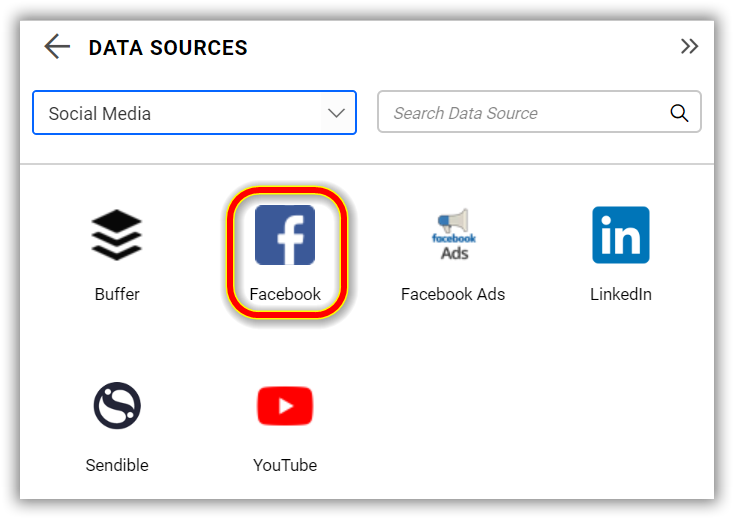 DATA SOURCES
Social Media
Search Data Source
Buffer
Facebook
facebook
Ads
Facebook Ads
in
LinkedIn
Sendible
YouTube